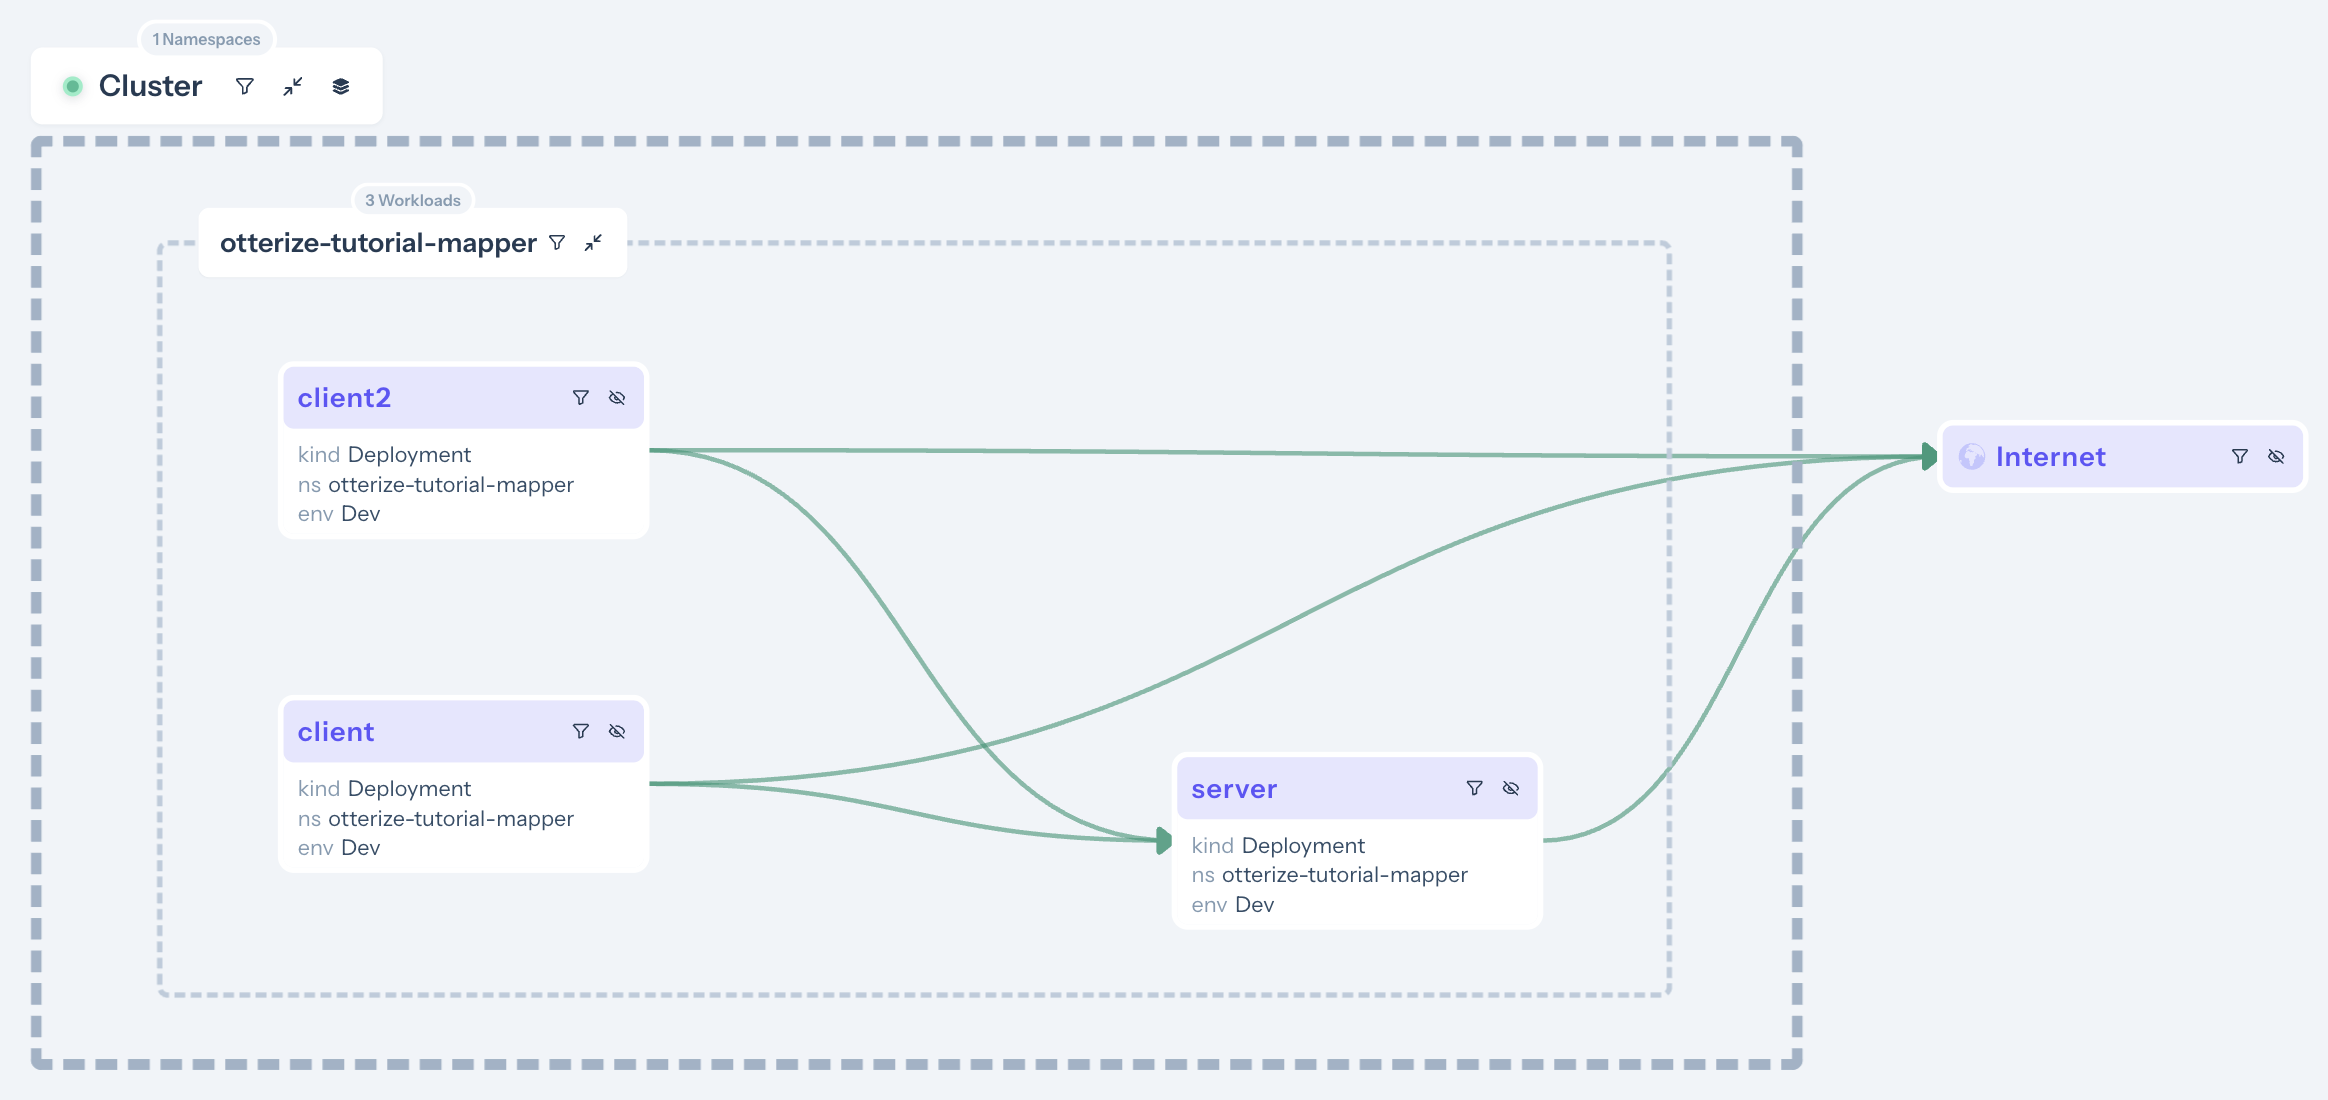 1 Namespaces
Cluster
3 Workloads
otterize-tutorial-mapper
client2
kind Deployment
ns otterize-tutorial-mapper
env Dev
Internet
client
kind Deployment
ns otterize-tutorial-mapper
env Dev
server
kind Deployment
ns otterize-tutorial-mapper
env Dev